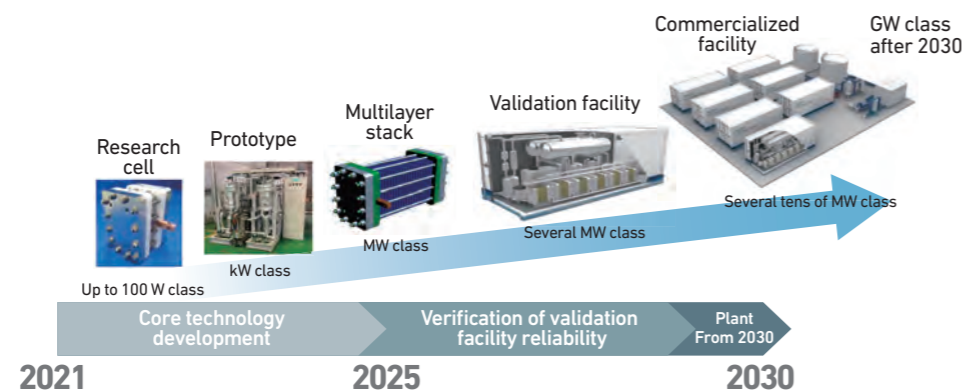 Commercialized
facility
GW class
after 2030
Validation facility
Multilayer
stack
Prototype
Research
cell
Several tens of MW class
Several MW class
MW class
kW class
Up to 100 W class
Core technology
development
Verification of validation
facility reliability
Plant
From 2030
2021
2025
2030